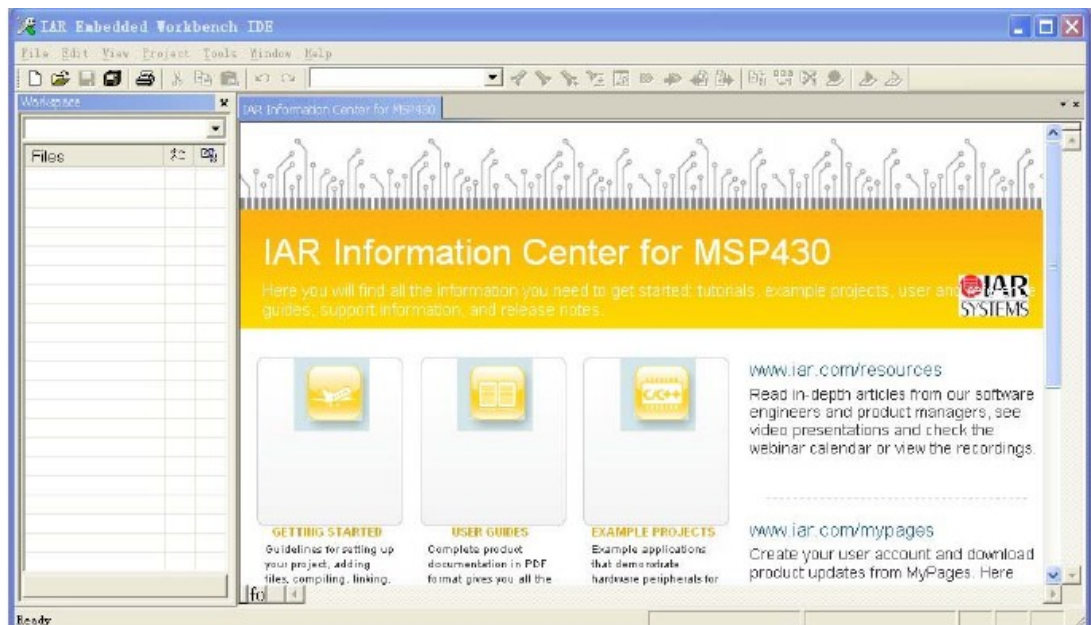 IAR Embedded Workbench IDE
File Edit View Project Tools Window Help
Workspace
IAR Information Center for MSP430
Files
IAR Information Center for MSP430
Here you will find all the information you need to get started: tutorials, example projects, user and
guides, support information, and release notes.
IAR
SYSTEMS
C/C++
GETTING STARTED
Guidelines for setting up
your project, adding
files, compiling, linking,
USER GUIDES
Complete product
documentation in PDF
format gives you all the
EXAMPLE PROJECTS
Example applications
that demonstrate
hardware peripherals for
www.iar.com/resources
Read in-depth articles from our software
engineers and product managers, see
video presentations and check the
webinar calendar or view the recordings.
www.iar.com/mypages
Create your user account and download
product updates from MyPages. Here
Ready